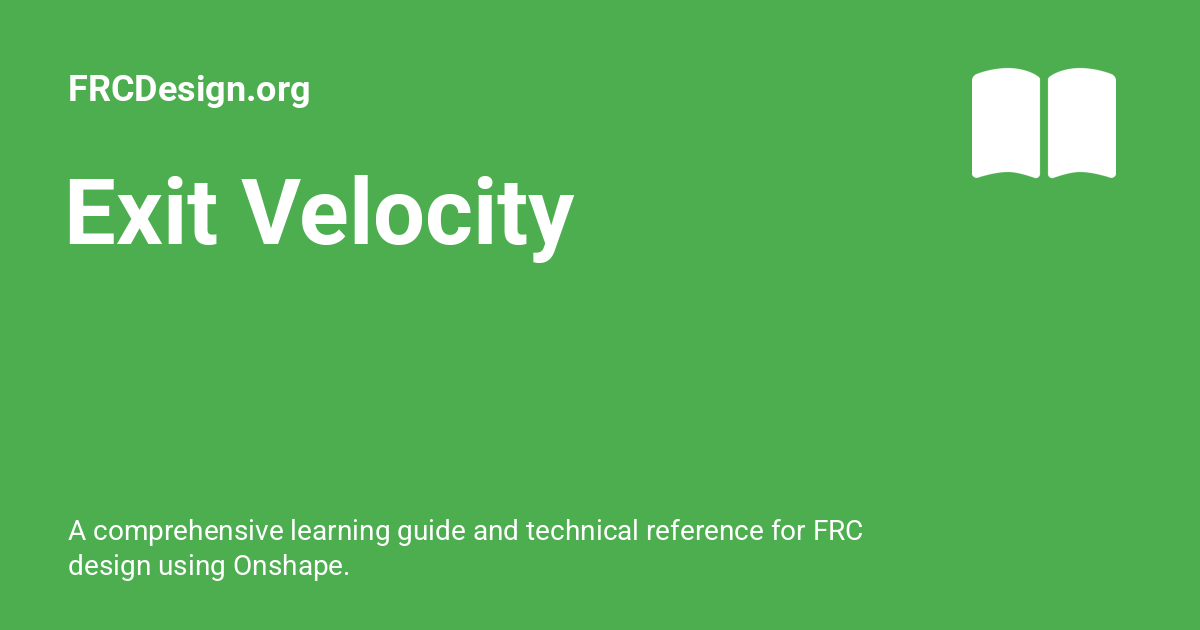 FRCDesign.org
Exit Velocity
A comprehensive learning guide and technical reference for FRC
design using Onshape.